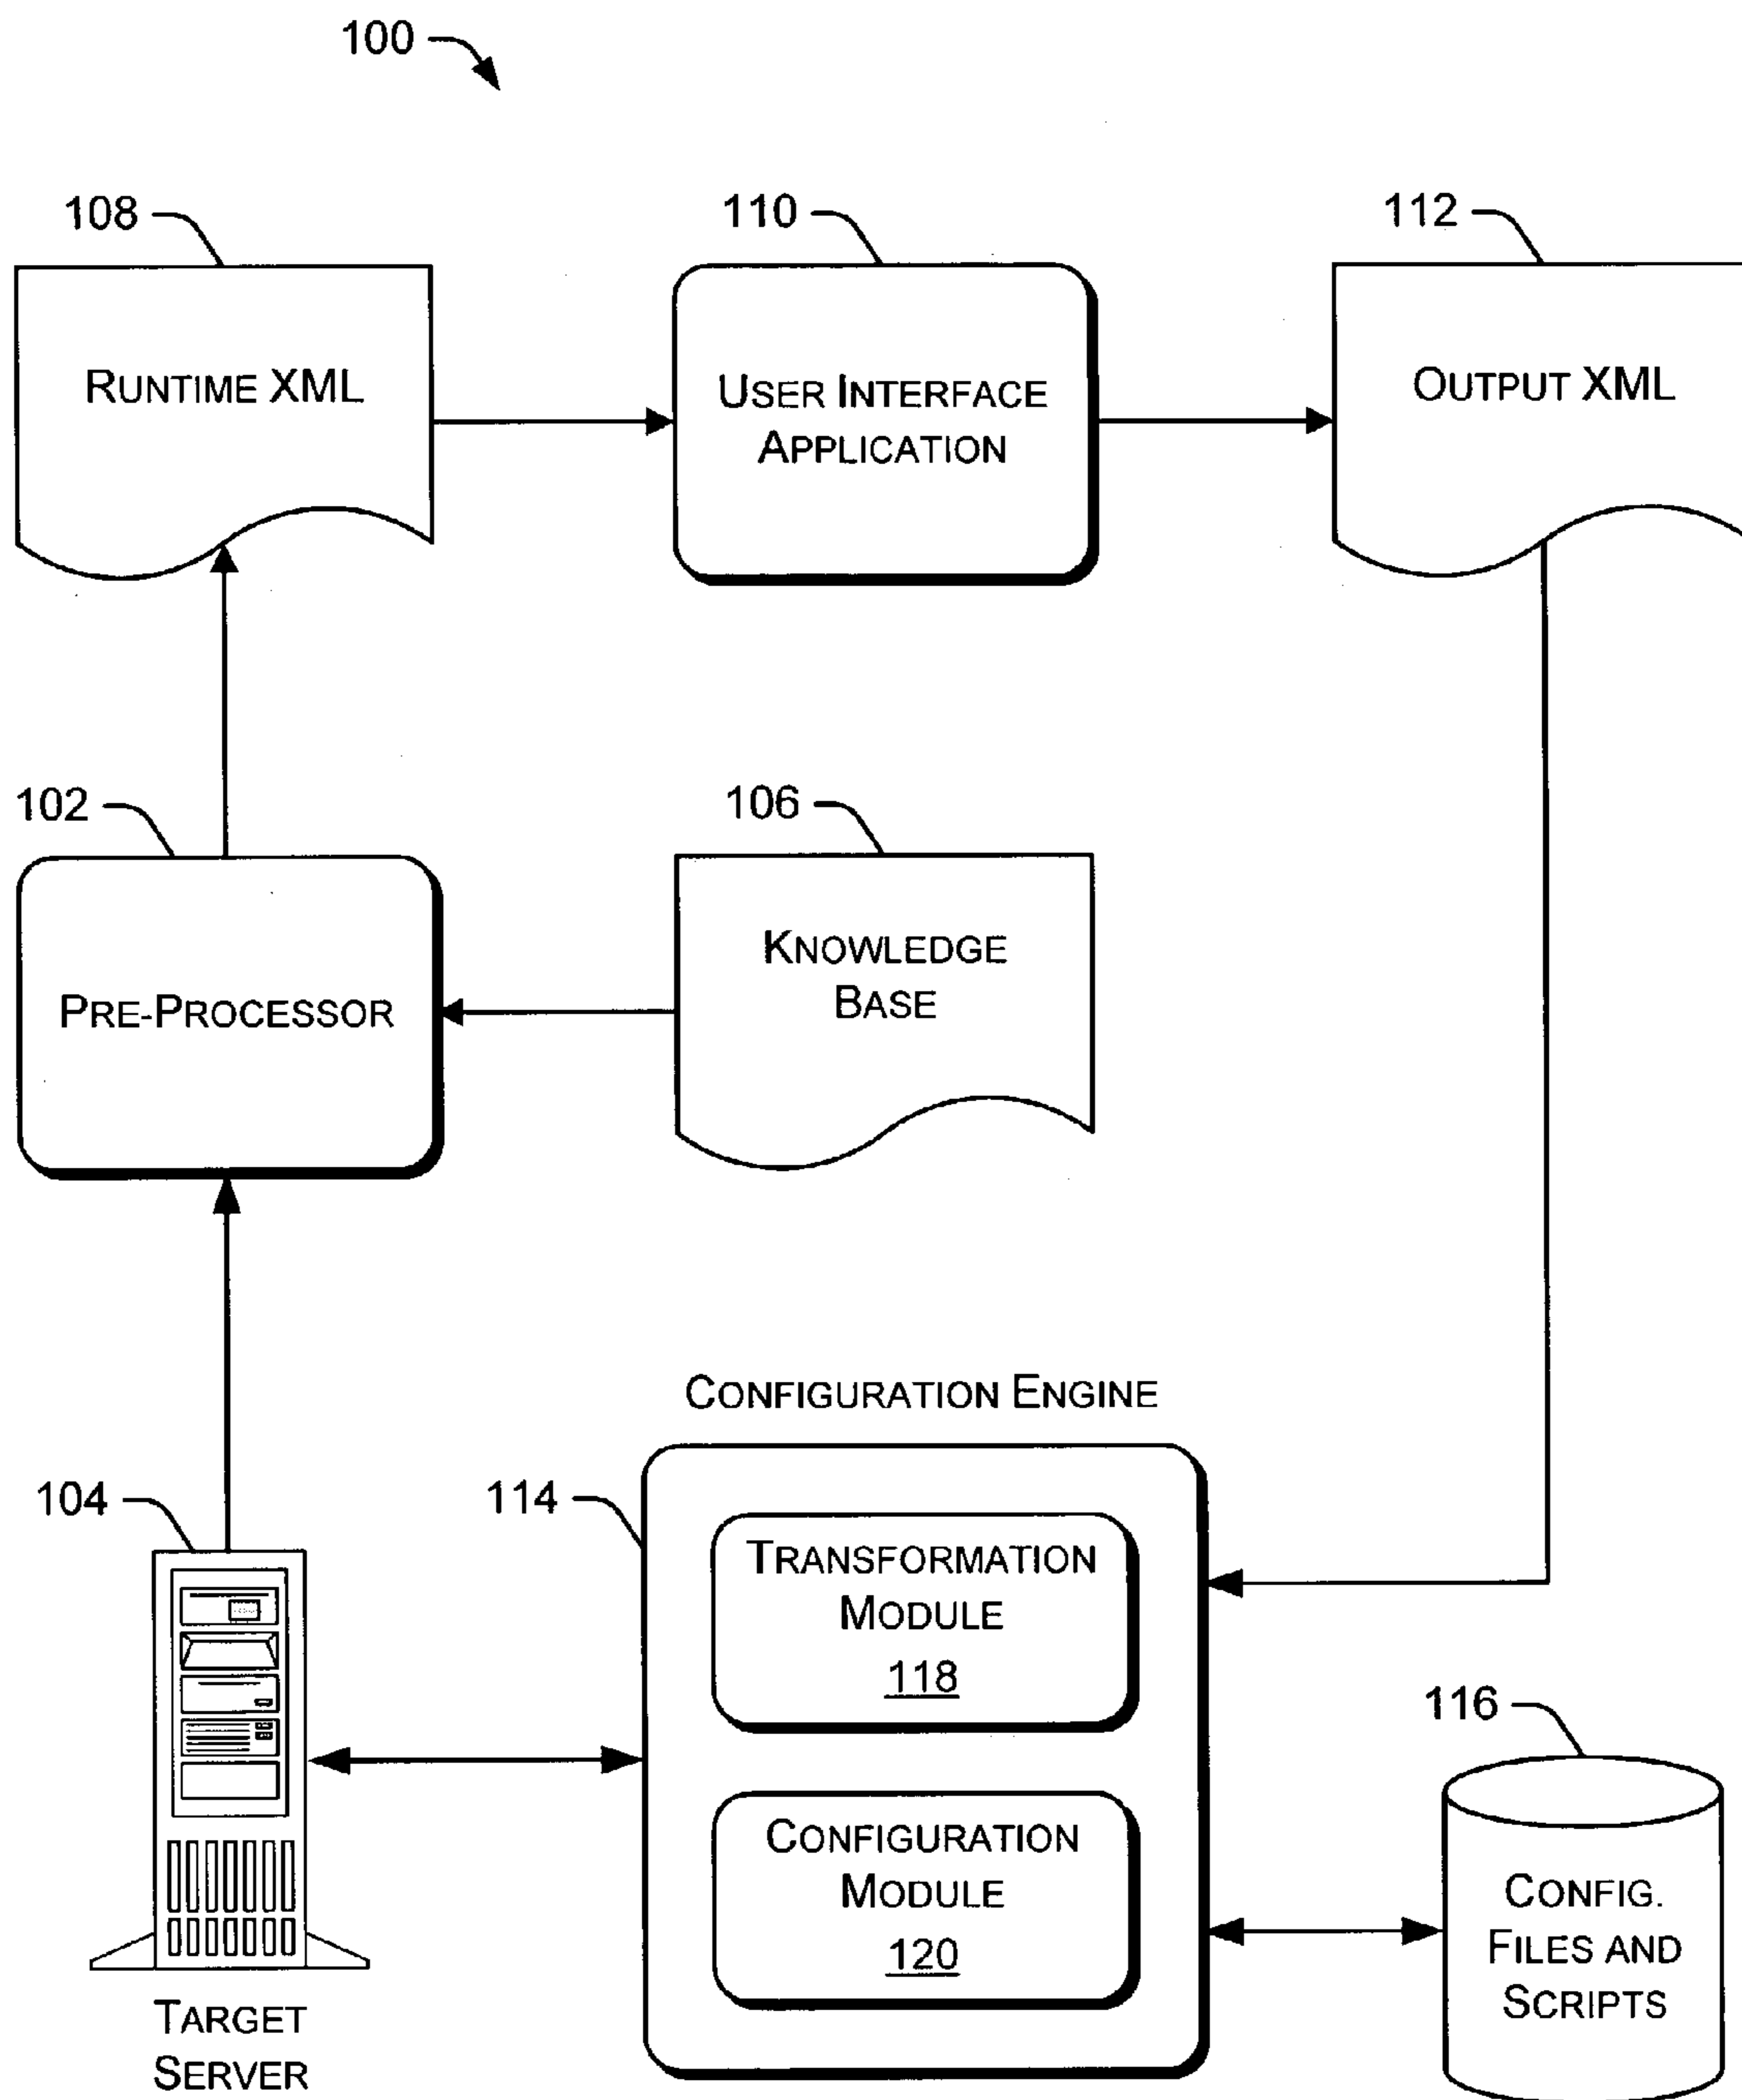 100
108
110
112
RUNTIME XML
USER INTERFACE
APPLICATION
OUTPUT XML
102
106
PRE-PROCESSOR
KNOWLEDGE
BASE
CONFIGURATION ENGINE
104
114
TRANSFORMATION
MODULE
118
116
CONFIGURATION
MODULE
120
CONFIG.
FILES AND
SCRIPTS
TARGET
SERVER